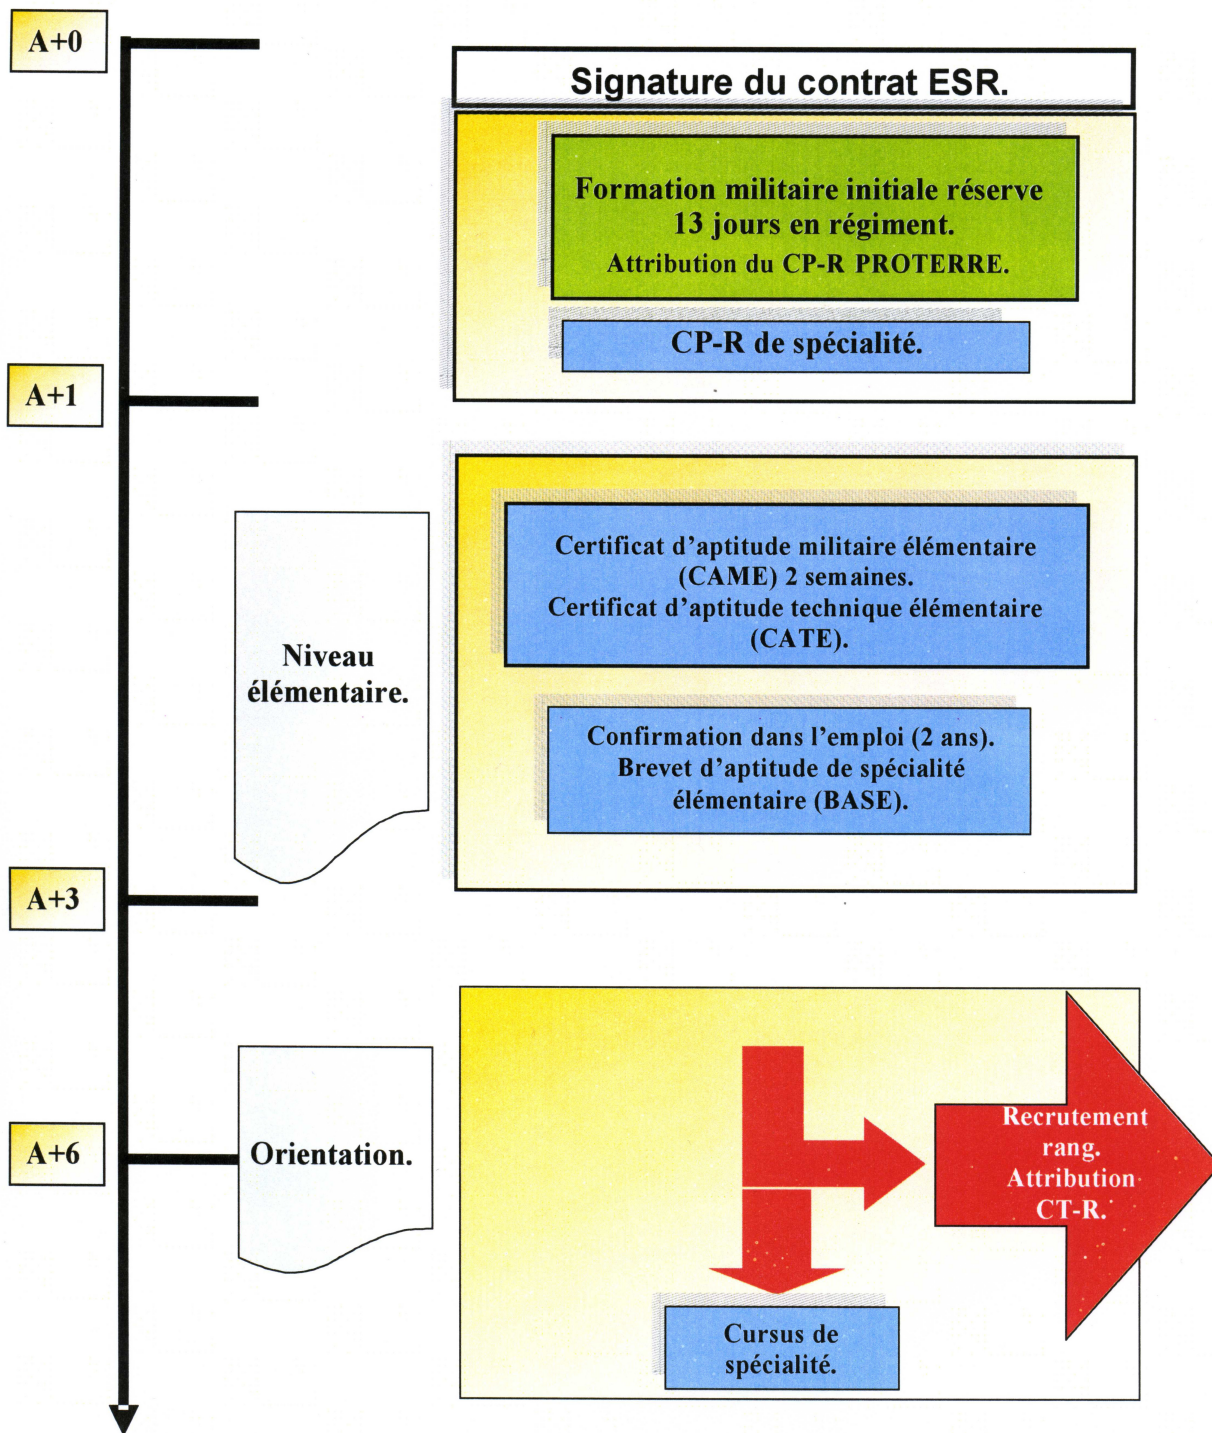 A+0
Signature du contrat ESR.
Formation militaire initiale réserve
13 jours en régiment.
Attribution du CP-R PROTERRE.
CP-R de spécialité.
A+1
Niveau
élémentaire.
Certificat d’aptitude militaire élémentaire
(CAME) 2 semaines.
Certificat d’aptitude technique élémentaire
(CATE).
Confirmation dans l’emploi (2 ans).
Brevet d’aptitude de spécialité
élémentaire (BASE).
A+3
A+6
Orientation.
Recrutement
rang.
Attribution
CT-R.
Cursus de
spécialité.